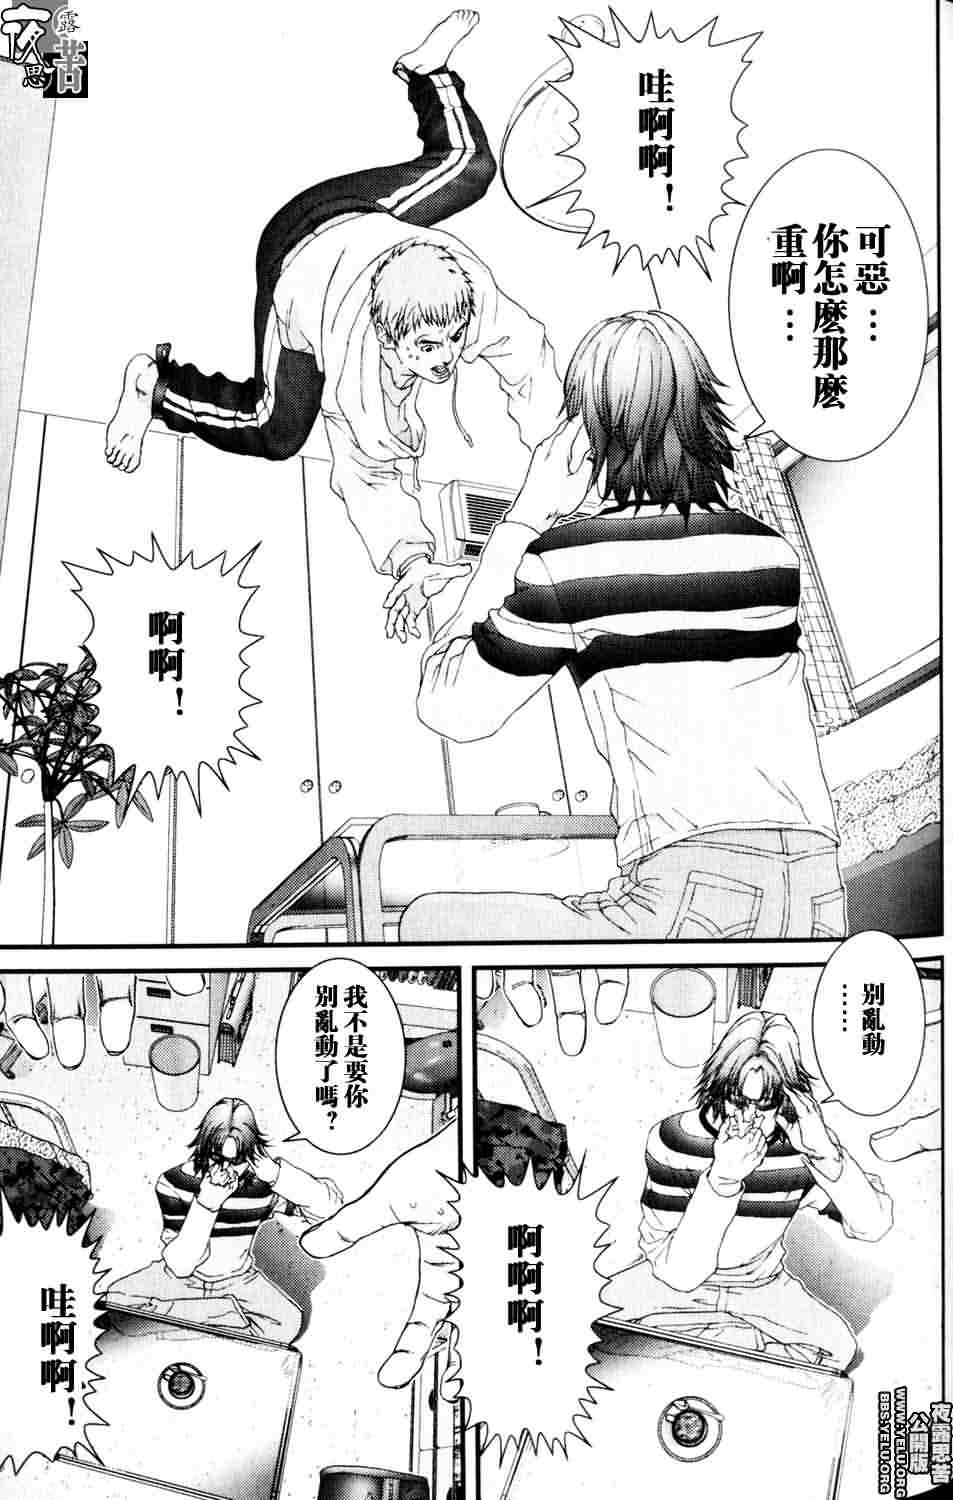 夜露
思苦
可惡…
你怎麼那麼
重啊…
哇啊啊！
啊啊！
別亂動
……
啊啊啊！
我不是要你
別亂動了嗎？
哇啊啊！
夜露思苦
公開版
WWW.YELU.ORG
BBS.YELU.ORG